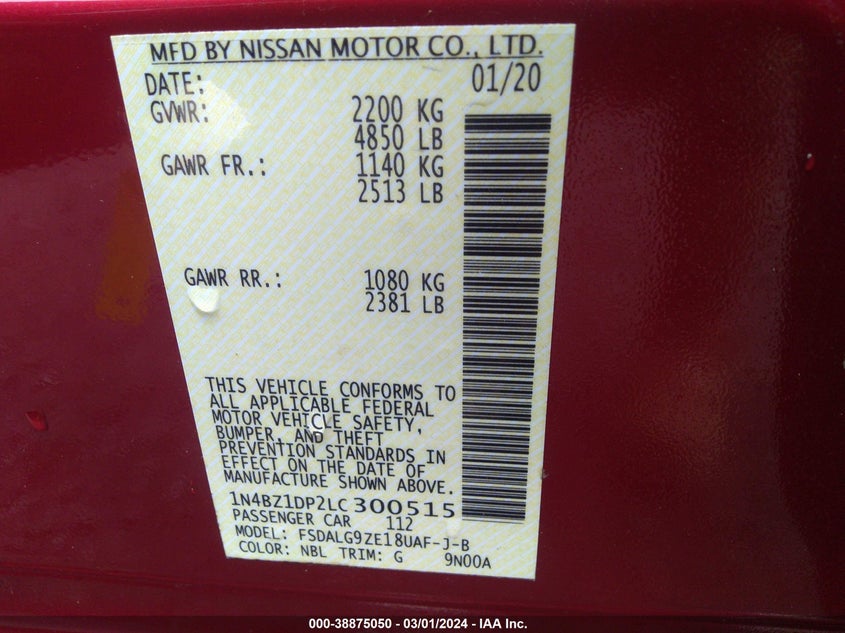 MFD BY NISSAN MOTOR CO., LTD.
DATE: 01/20
GVWR: 2200 KG
4850 LB
GAWR FR.: 1140 KG
2513 LB
GAWR RR.: 1080 KG
2381 LB
THIS VEHICLE CONFORMS TO
ALL APPLICABLE FEDERAL
MOTOR VEHICLE SAFETY,
BUMPER, AND THEFT
PREVENTION STANDARDS IN
EFFECT ON THE DATE OF
MANUFACTURE SHOWN ABOVE.
1N4BZ1DP2LC300515
PASSENGER CAR 112
MODEL: FSDALG9ZE18UAF-J-B
COLOR: NBL TRIM: G 9N00A
000-38875050 - 03/01/2024 - IAA Inc.